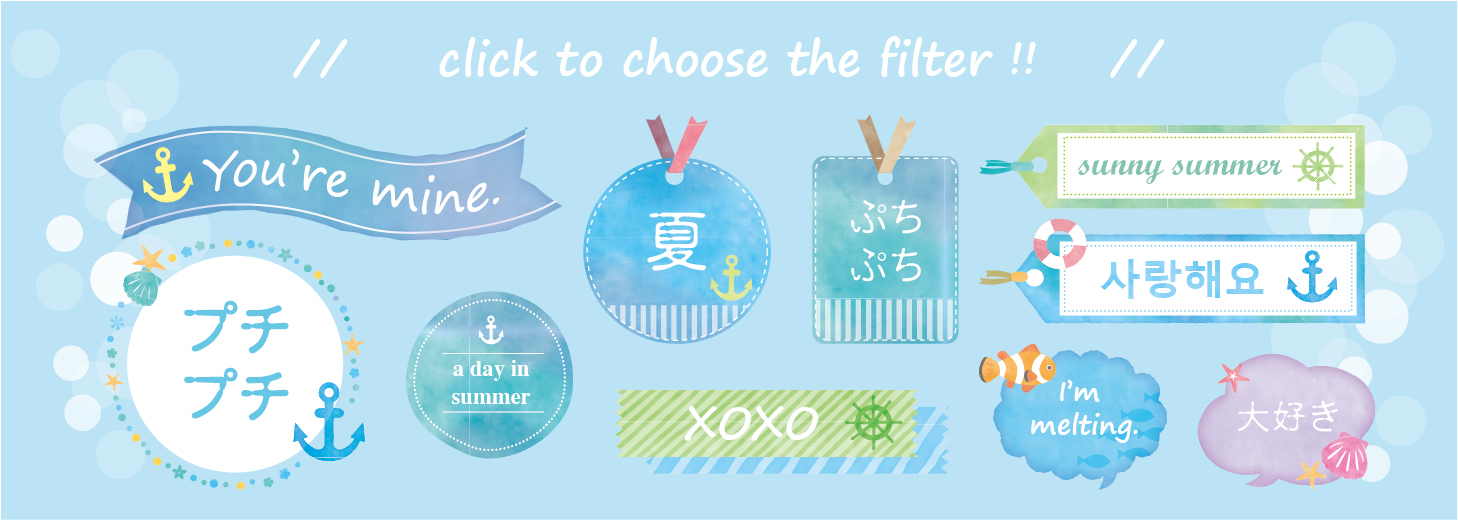 // click to choose the filter !! //
You're mine.
夏
ぷち
ぷち
sunny summer
사랑해요
プチ
プチ
a day in
summer
XOXO
I'm
melting.
大好き